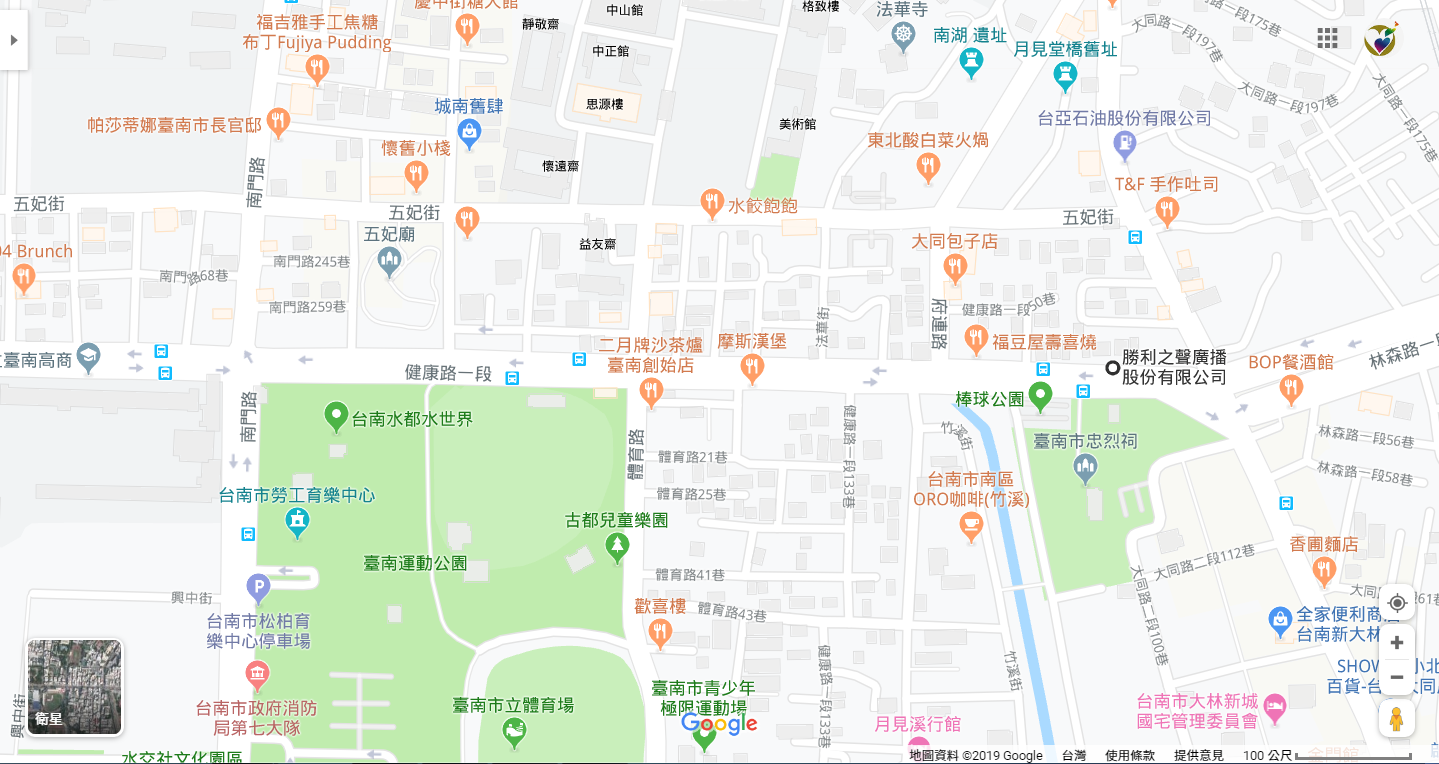 慶中街糖大館
中山館
格致樓
法華寺
大同路一段175巷
福吉雅手工焦糖
布丁Fujiya Pudding
靜敬齋
中正館
南湖 遺址
月見堂橋舊址
大同路一段197巷
城南舊肆
思源樓
大同路一段197巷
大同路一段175巷
帕莎蒂娜臺南市長官邸
美術館
台亞石油股份有限公司
懷舊小棧
懷遠齋
東北酸白菜火鍋
南門路
T&F 手作吐司
五妃街
五妃街
水餃飽飽
五妃街
五妃廟
益友齋
大同包子店
04 Brunch
南門路245巷
南門路68巷
南門路259巷
法華街
府連路
健康路一段50巷
二月牌沙茶爐
臺南創始店
摩斯漢堡
福豆屋壽喜燒
勝利之聲廣播
股份有限公司
BOP餐酒館
林森路一段
臺南高商
健康路一段
南門路
台南水都水世界
棒球公園
竹溪街
臺南市忠烈祠
林森路一段56巷
體育路
體育路21巷
健康路一段133巷
林森路一段58巷
台南市勞工育樂中心
體育路25巷
台南市南區
ORO咖啡(竹溪)
古都兒童樂園
臺南運動公園
香圃麵店
大同路二段112巷
體育路41巷
興中街
大同路二段100巷
台南市松柏育
樂中心停車場
歡喜樓
體育路43巷
全家便利商店
台南新大林
衛星
台南市政府消防
局第七大隊
臺南市立體育場
臺南市青少年
極限運動場
健康路一段133巷
竹溪街
月見溪行館
台南市大林新城
國宅管理委員會
興中街
Google
水交社文化園區
地圖資料 ©2019 Google
台灣
使用條款
提供意見
100 公尺